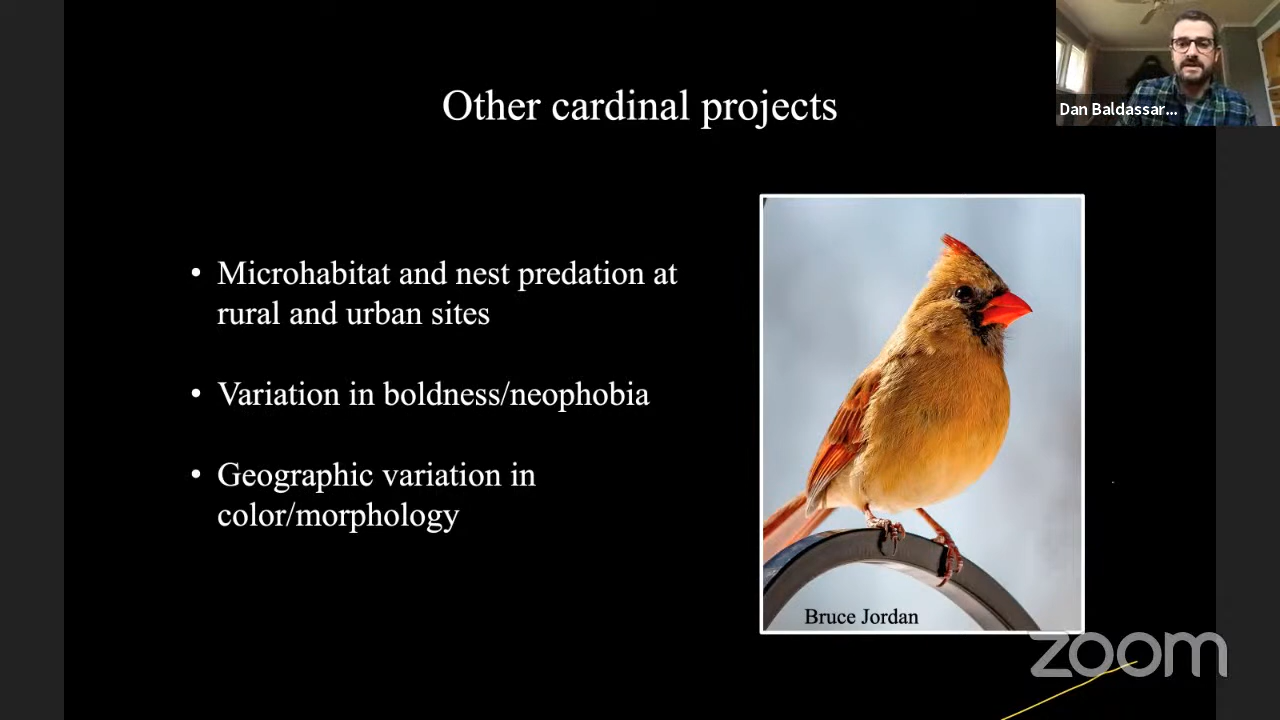 Other cardinal projects
Dan Baldassar...
• Microhabitat and nest predation at
rural and urban sites
• Variation in boldness/neophobia
• Geographic variation in
color/morphology
Bruce Jordan
zoom